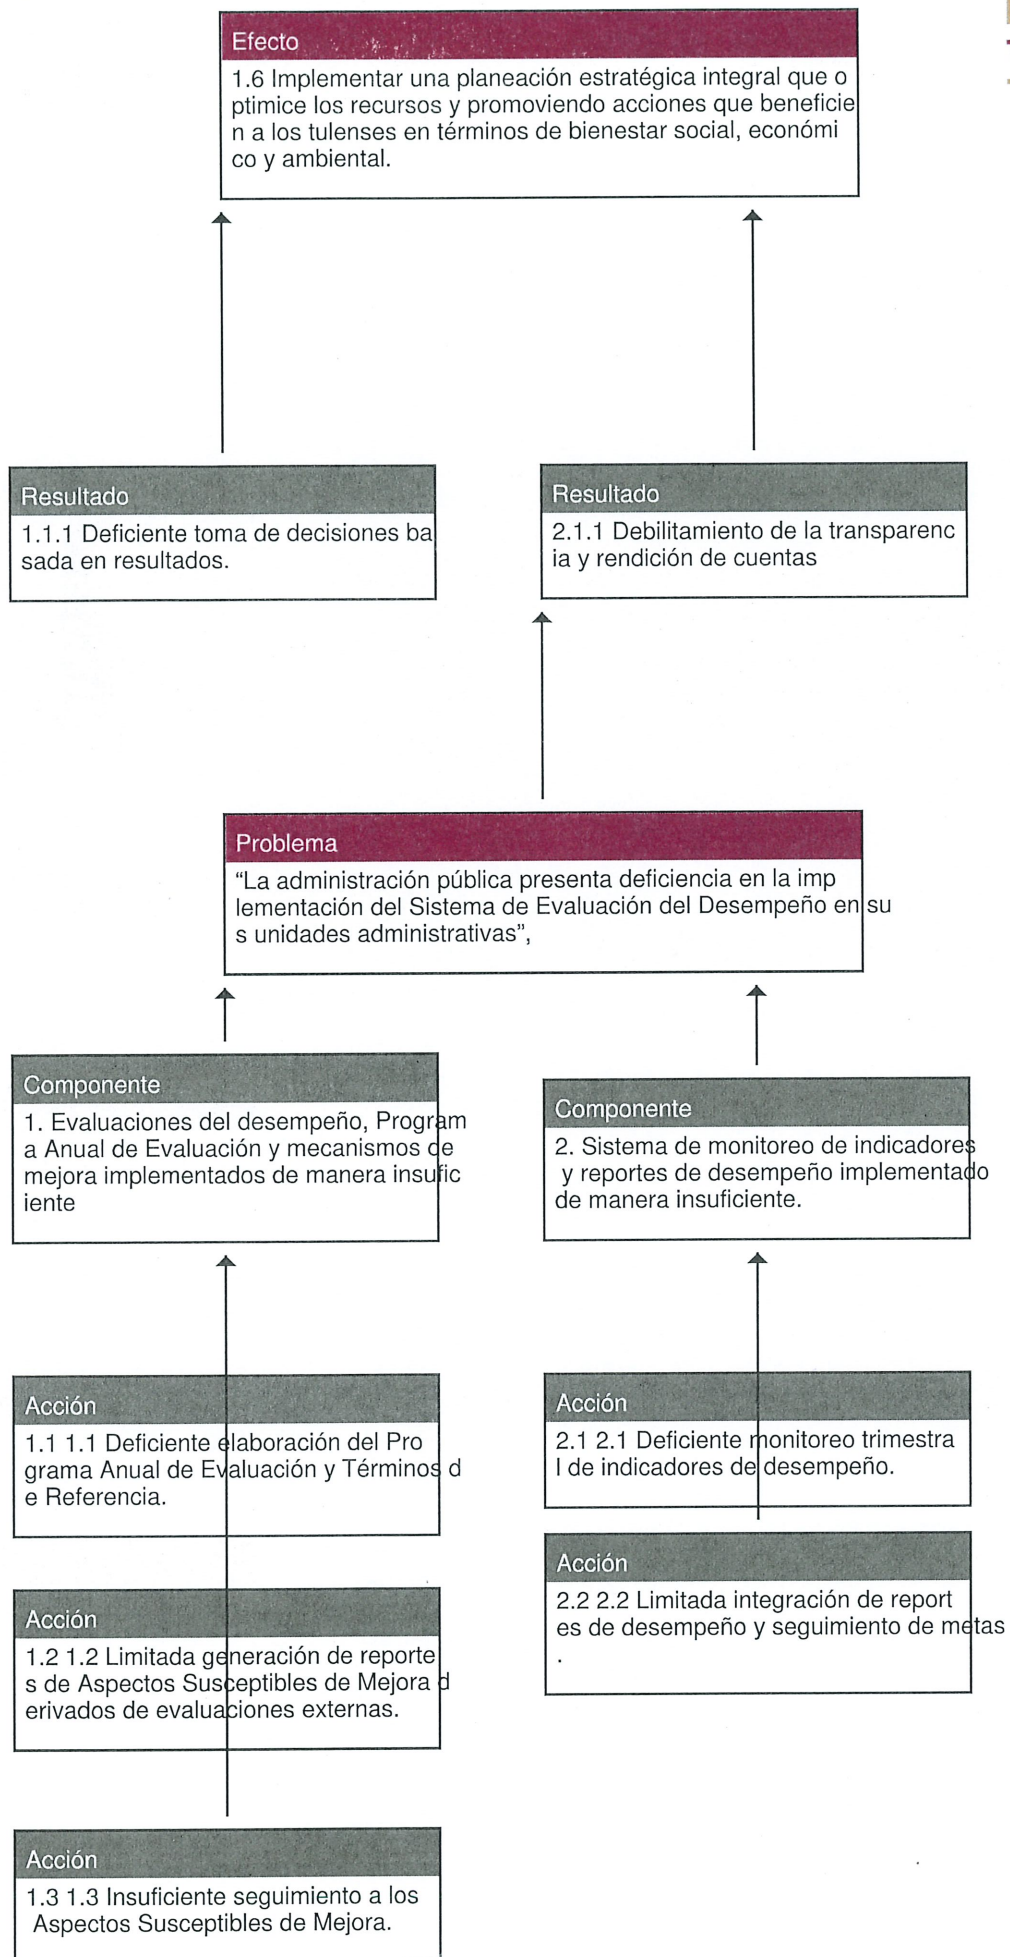 Efecto
1.6 Implementar una planeación estratégica integral que o
ptimice los recursos y promoviendo acciones que beneficie
n a los tulenses en términos de bienestar social, económi
co y ambiental.
Resultado
1.1.1 Deficiente toma de decisiones ba
sada en resultados.
Resultado
2.1.1 Debilitamiento de la transparenc
ia y rendición de cuentas
Problema
“La administración pública presenta deficiencia en la imp
lementación del Sistema de Evaluación del Desempeño en su
s unidades administrativas”,
Componente
1. Evaluaciones del desempeño, Program
a Anual de Evaluación y mecanismos de
mejora implementados de manera insufic
iente
Componente
2. Sistema de monitoreo de indicadores
y reportes de desempeño implementado
de manera insuficiente.
Acción
1.1 1.1 Deficiente elaboración del Pro
grama Anual de Evaluación y Términos d
e Referencia.
Acción
2.1 2.1 Deficiente monitoreo trimestra
l de indicadores de desempeño.
Acción
2.2 2.2 Limitada integración de report
es de desempeño y seguimiento de metas
.
Acción
1.2 1.2 Limitada generación de reporte
s de Aspectos Susceptibles de Mejora d
erivados de evaluaciones externas.
Acción
1.3 1.3 Insuficiente seguimiento a los
Aspectos Susceptibles de Mejora.